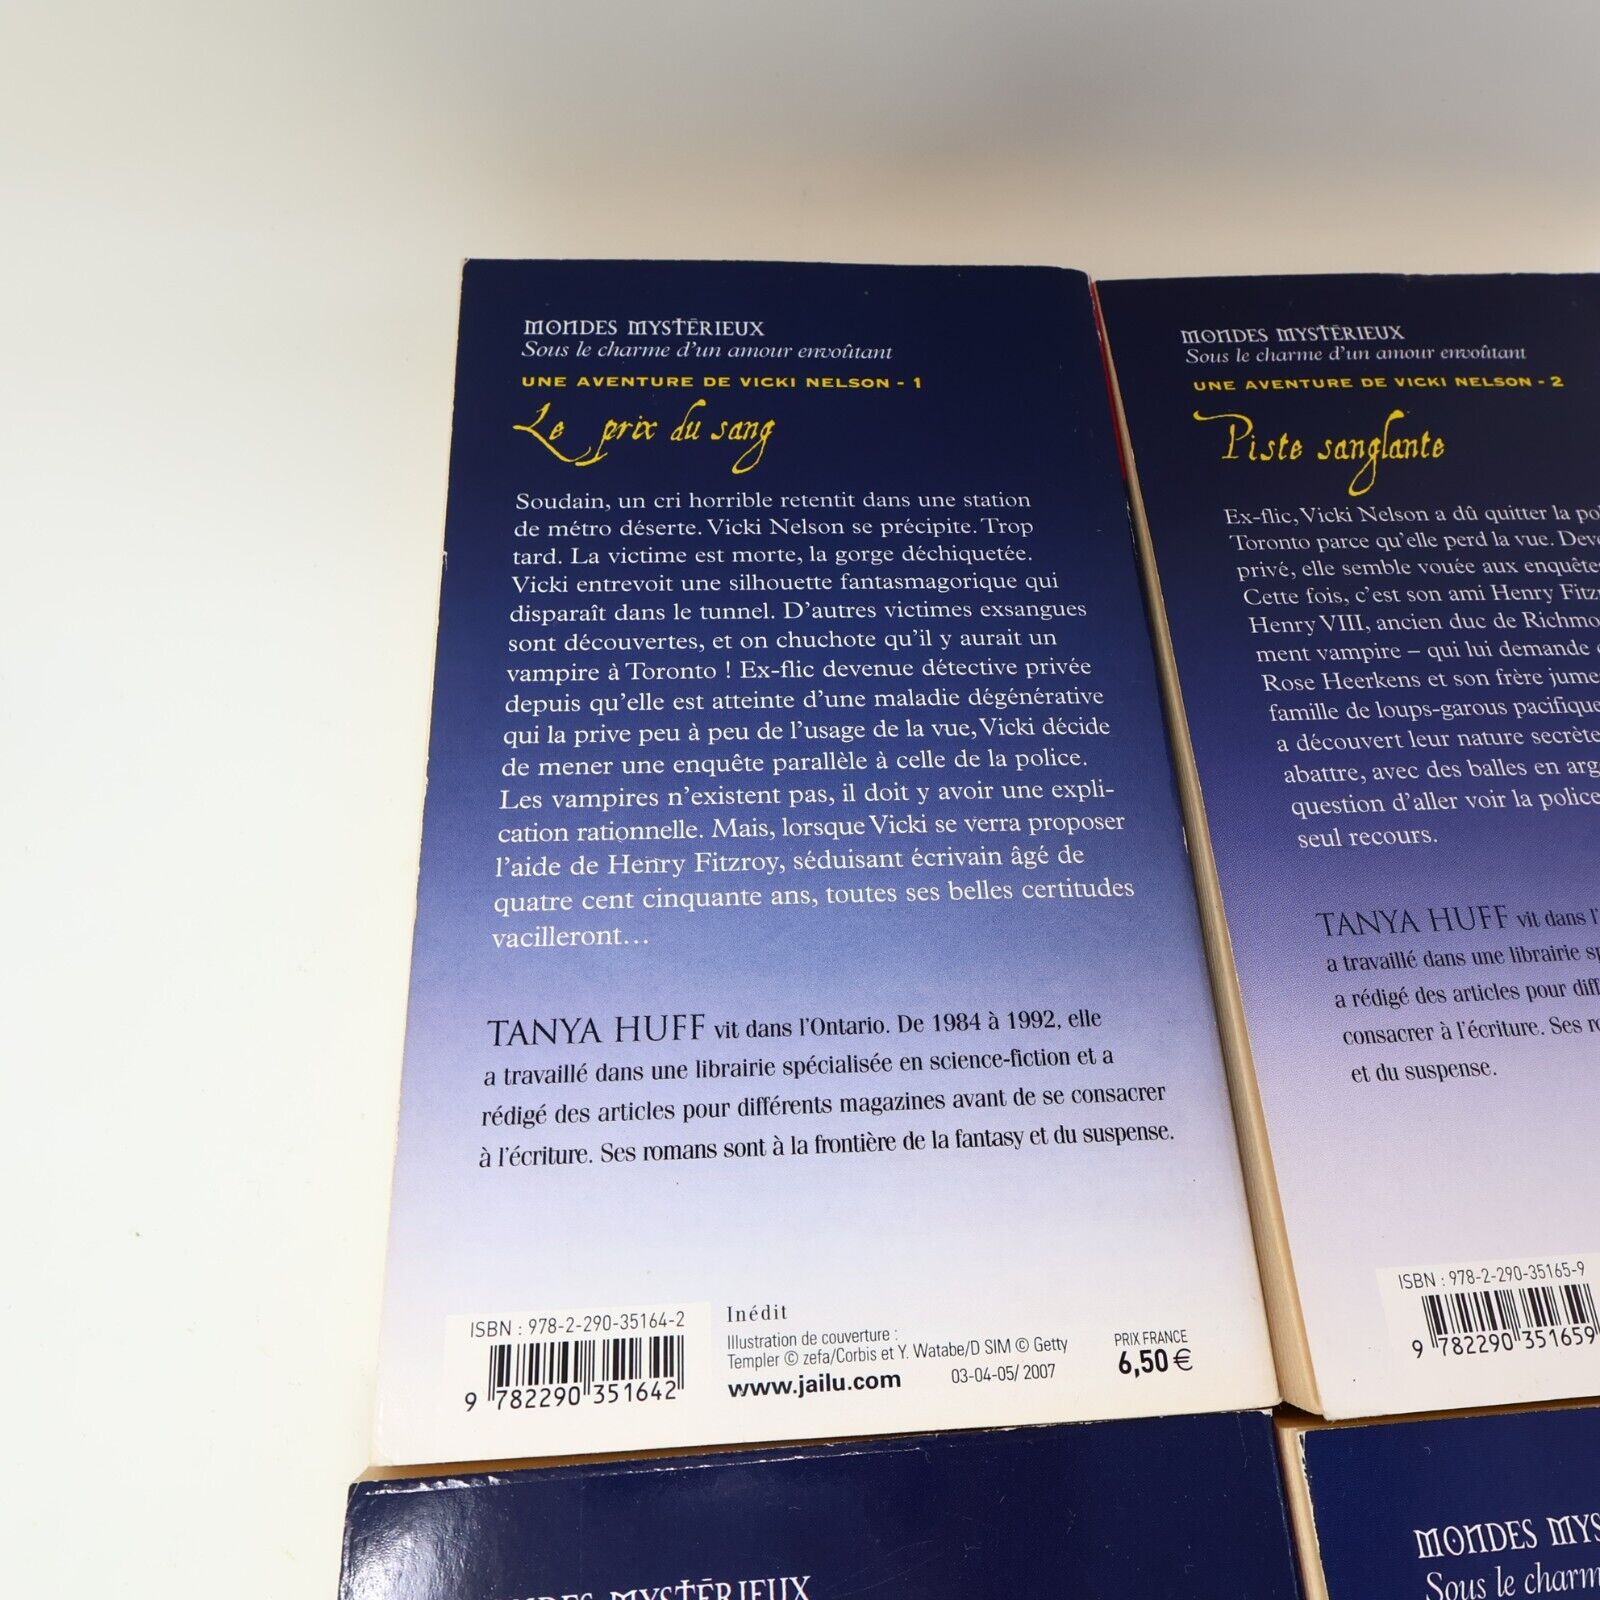 MONDES MYSTĒRIEUX
Sous le charme d'un amour envoûtant
UNE AVENTURE DE VICKI NELSON - 1
Le prix du sang
Soudain, un cri horrible retentit dans une station
de métro déserte. Vicki Nelson se précipite. Trop
tard. La victime est morte, la gorge déchiquetée.
Vicki entrevoit une silhouette fantasmagorique qui
disparaît dans le tunnel. D'autres victimes exsangues
sont découvertes, et on chuchote qu'il y aurait un
vampire à Toronto ! Ex-flic devenue détective privée
depuis qu'elle est atteinte d'une maladie dégénérative
qui la prive peu à peu de l'usage de la vue, Vicki décide
de mener une enquête parallèle à celle de la police.
Les vampires n'existent pas, il doit y avoir une expli-
cation rationnelle. Mais, lorsque Vicki se verra proposer
l'aide de Henry Fitzroy, séduisant écrivain âgé de
quatre cent cinquante ans, toutes ses belles certitudes
vacilleront...
TANYA HUFF vit dans l'Ontario. De 1984 à 1992, elle
a travaillé dans une librairie spécialisée en science-fiction et a
rédigé des articles pour différents magazines avant de se consacrer
à l'écriture. Ses romans sont à la frontière de la fantasy et du suspense.
ISBN : 978-2-290-35164-2
9 782290 351642
Inédit
Illustration de couverture :
Templer © zefa/Corbis et Y. Watabe/D SIM © Getty
www.jailu.com
03-04-05/ 2007
PRIX FRANCE
6,50 €
MONDES MYSTĒRIEUX
Sous le charme d'un amour envoûtant
UNE AVENTURE DE VICKI NELSON - 2
Piste sanglante
Ex-flic, Vicki Nelson a dû quitter la po
Toronto parce qu'elle perd la vue. Deve
privé, elle semble vouée aux enquête
Cette fois, c'est son ami Henry Fitz
Henry VIII, ancien duc de Richmo
ment vampire – qui lui demande
Rose Heerkens et son frère jume
famille de loups-garous pacifique
a découvert leur nature secrète
abattre, avec des balles en arg
question d'aller voir la police
seul recours.
TANYA HUFF vit dans l'
a travaillé dans une librairie sp
a rédigé des articles pour diff
consacrer à l'écriture. Ses ro
et du suspense.
ISBN : 978-2-290-35165-9
9 782290 351659
NDES MYSTĒRIEUX
MONDES MYS
Sous le charm